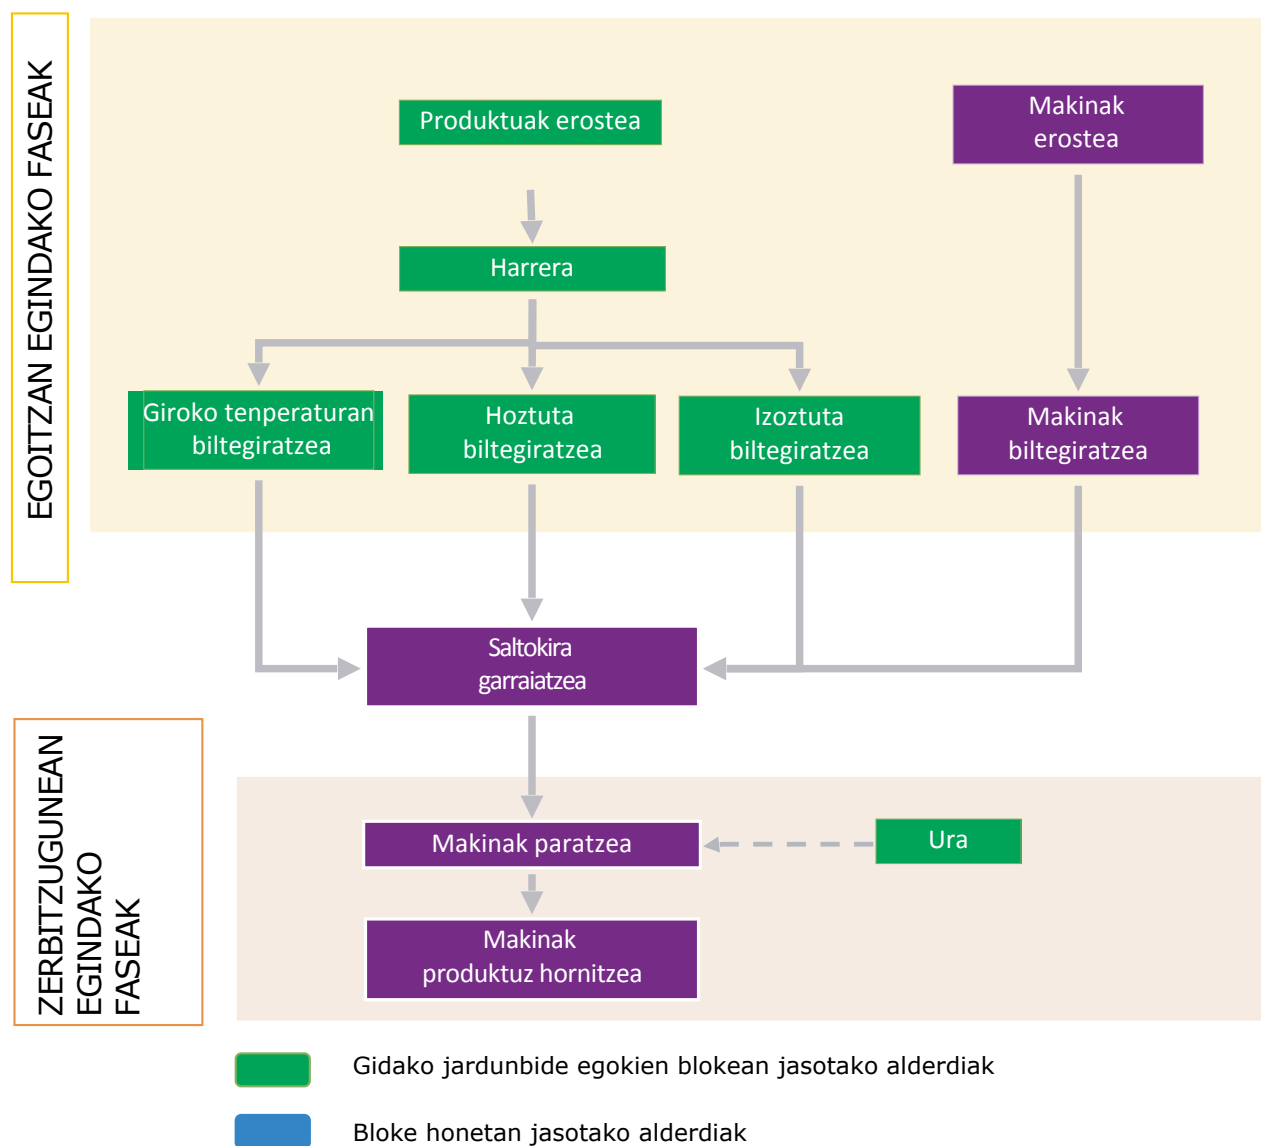 EGOITZAN EGINDAKO FASEAK
Produktuak erostea
Makinak
erostea
Harrera
Giroko tenperaturan
biltegiratzea
Hoztuta
biltegiratzea
Izoztuta
biltegiratzea
Makinak
biltegiratzea
Saltokira
garraiatzea
ZERBITZUGUNEAN
EGINDAKO
FASEAK
Makinak paratzea
Ura
Makinak
produktuz hornitzea
Gidako jardunbide egokien blokean jasotako alderdiak
Bloke honetan jasotako alderdiak